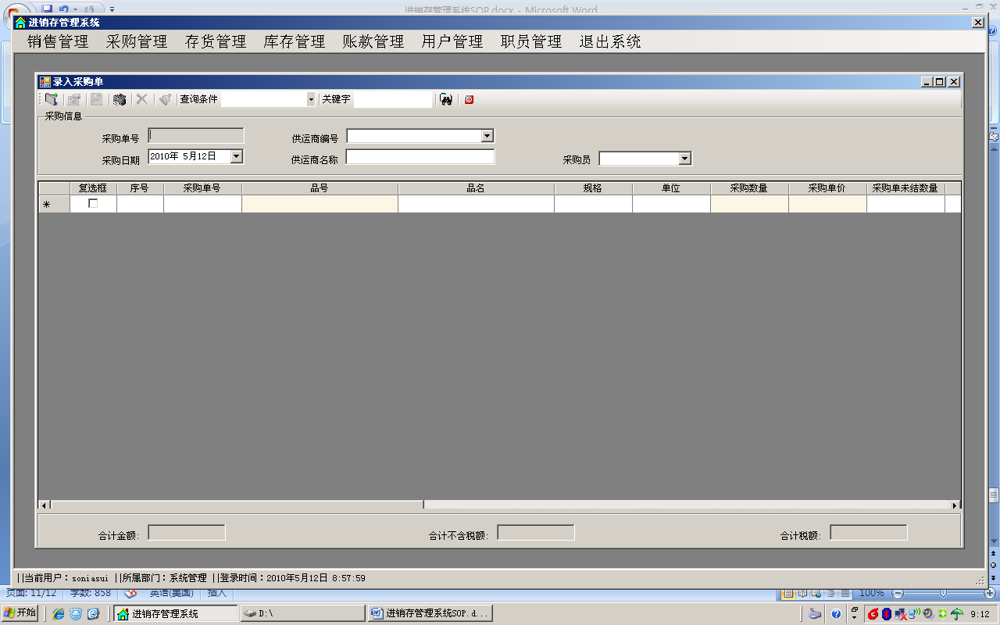 进销存管理系统SOP.docx - Microsoft Word
进销存管理系统
销售管理 采购管理 存货管理 库存管理 账款管理 用户管理 职员管理 退出系统
录入采购单
查询条件 关键字
采购信息
采购单号 供运商编号
采购日期 2010年 5月12日 供运商名称 采购员
复选框 序号 采购单号 品号 品名 规格 单位 采购数量 采购单价 采购单未结数量
合计金额: 合计不含税额: 合计税额:
||当前用户：soniasui ||所属部门：系统管理 ||登录时间：2010年5月12日 8:57:59
页面: 11/12 字数: 858 英语(美国) 插入 100%
开始 进销存管理系统 D:\ 进销存管理系统SOP.d... 9:12